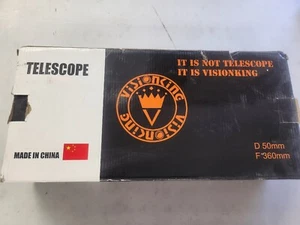 TELESCOPE
IT IS NOT TELESCOPE
IT IS VISIONKING
VISIONKING
VISIONKING
MADE IN CHINA
D 50mm
F 360mm